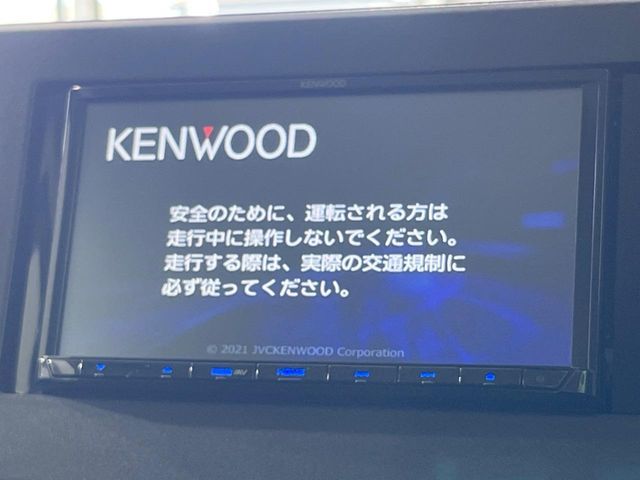 KENWOOD
KENWOOD
安全のために、運転される方は
走行中に操作しないでください。
走行する際は、実際の交通規制に
必ず従ってください。
© 2021 JVCKENWOOD Corporation